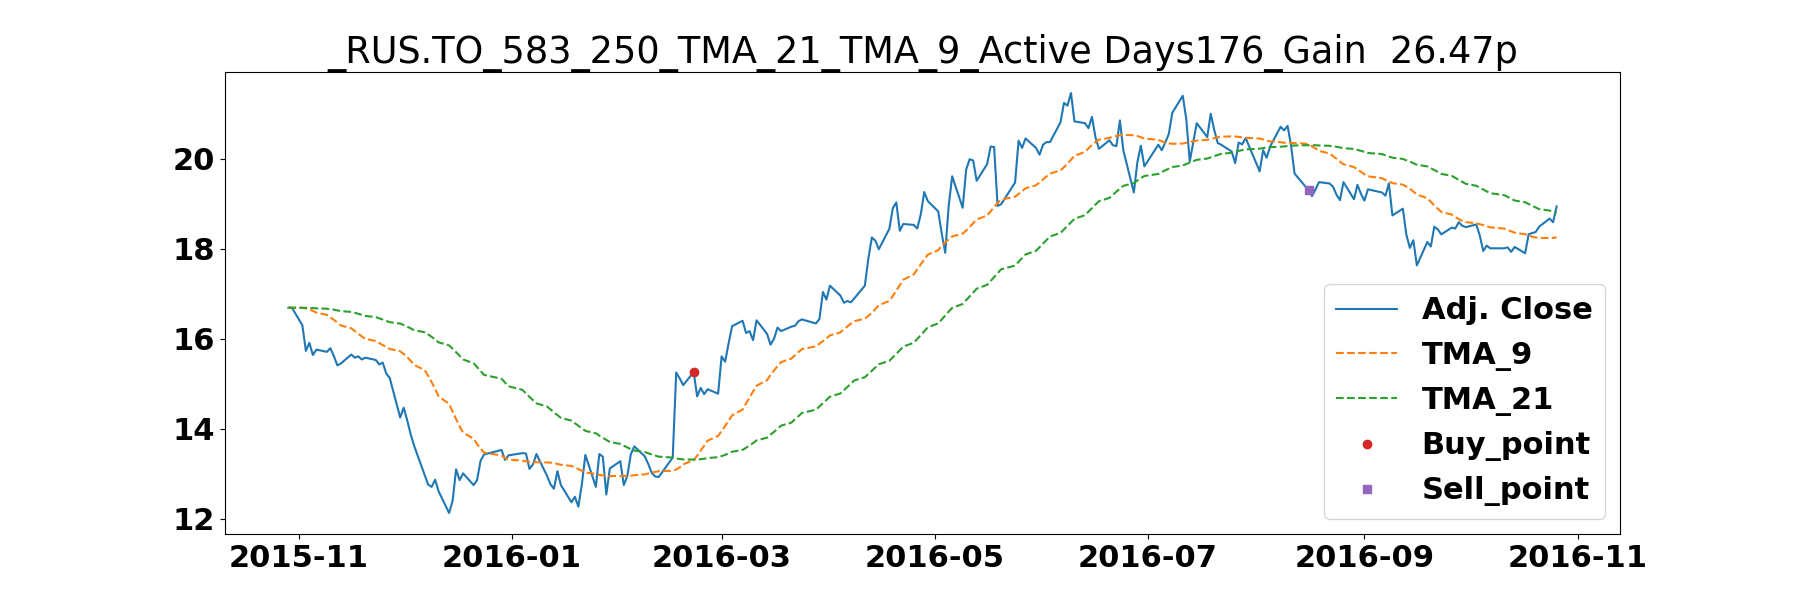 _RUS.TO_583_250_TMA_21_TMA_9_Active Days176_Gain  26.47p
20
18
16
14
12
Adj. Close
TMA_9
TMA_21
Buy_point
Sell_point
2015-11 2016-01 2016-03 2016-05 2016-07 2016-09 2016-11